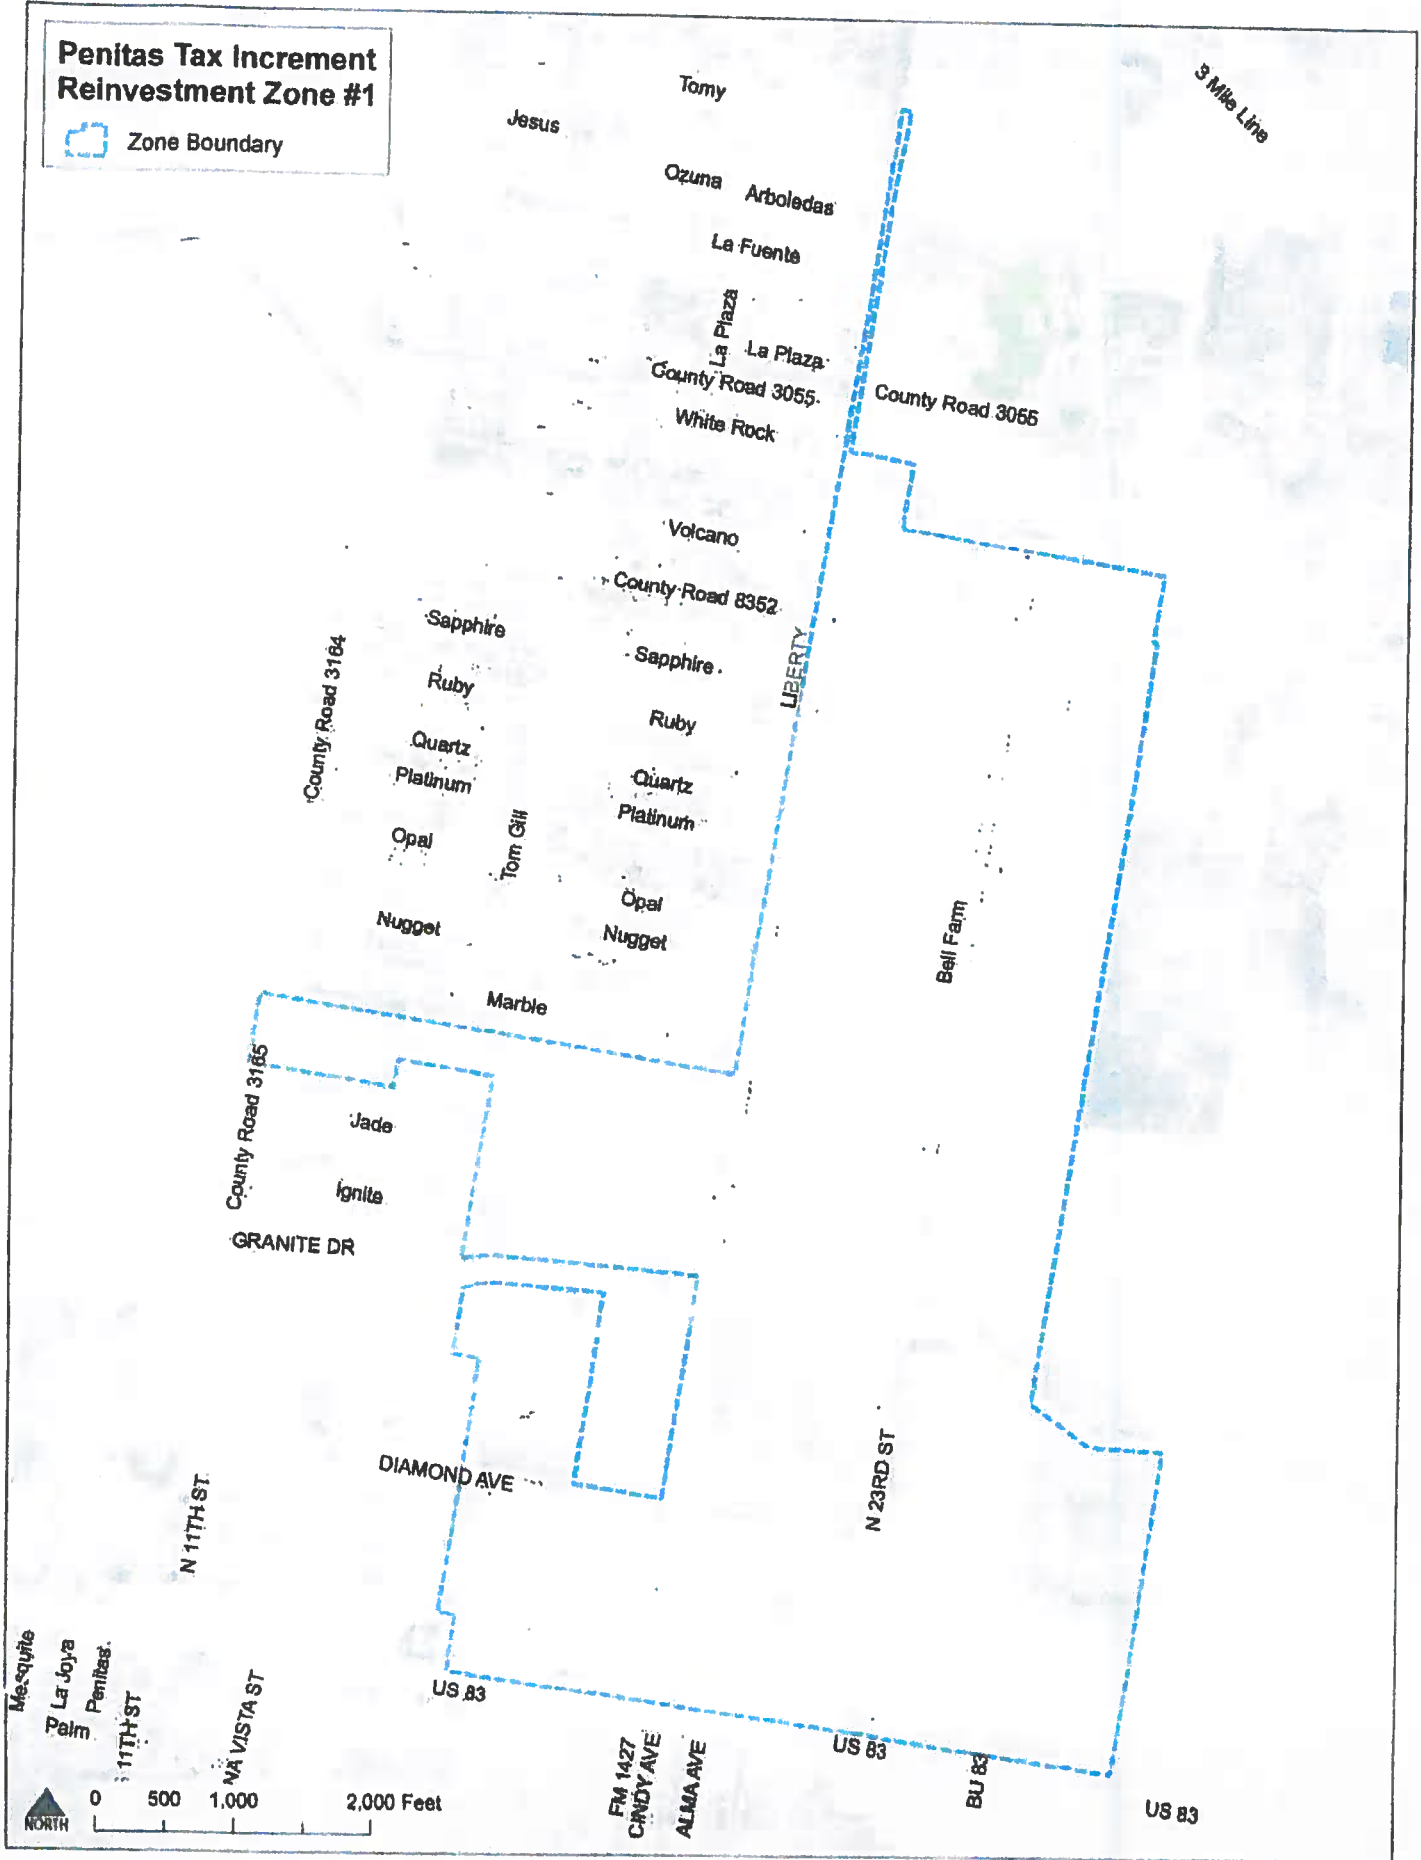 Penitas Tax Increment
Reinvestment Zone #1
Zone Boundary
Tomy
3 Mile Line
Jesus
Ozuna
Arboledas
La Fuente
La Plaza
La Plaza
County Road 3055
County Road 3055
White Rock
Volcano
County Road 8352
Sapphire
Sapphire
LIBERTY
County Road 3164
Ruby
Ruby
Quartz
Quartz
Platinum
Platinum
Opal
Tom Gill
Opal
Nugget
Nugget
Bell Farm
Marble
County Road 3165
Jade
Ignite
GRANITE DR
DIAMOND AVE
N 23RD ST
N 11TH ST
Mesquite
La Joya
Penitas
Palm
11TH ST
NA VISTA ST
US 83
US 83
FM 1427
CINDY AVE
ALMA AVE
BU 83
US 83
NORTH
0 500 1,000 2,000 Feet